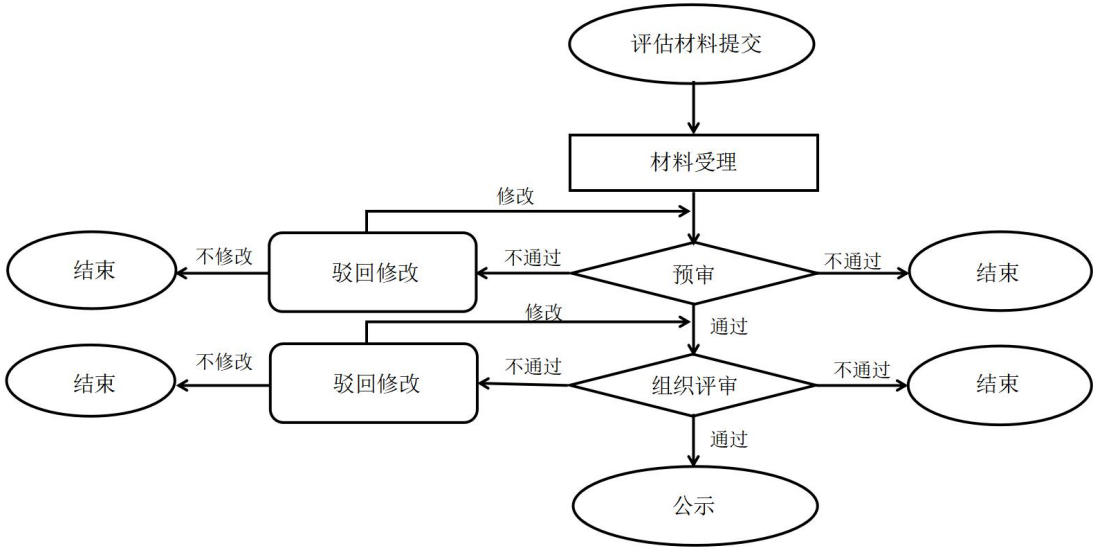 评估材料提交
材料受理
修改
结束
不修改
驳回修改
不通过
预审
不通过
结束
修改
通过
结束
不修改
驳回修改
不通过
组织评审
不通过
结束
通过
公示